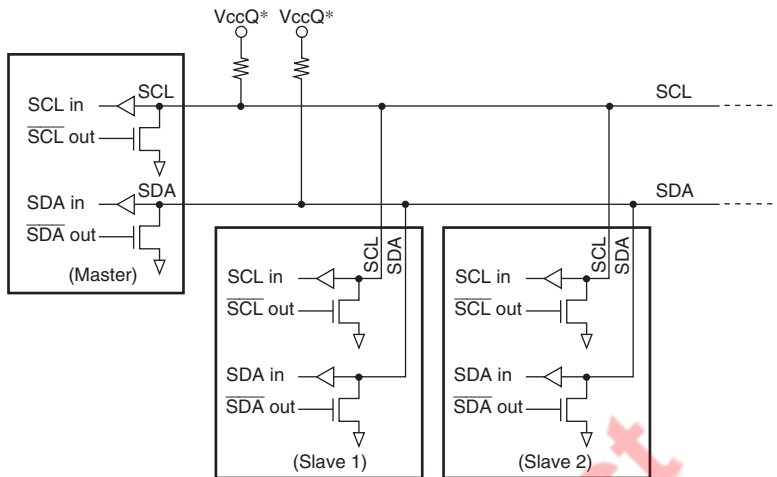 VccQ* VccQ*
SCL
SCL in
SCL out
SDA
SDA in
SDA out
(Master)
SCL
SDA
SCL
SDA
SCL in
SCL out
SDA in
SDA out
(Slave 1)
SCL
SDA
SCL in
SCL out
SDA in
SDA out
(Slave 2)